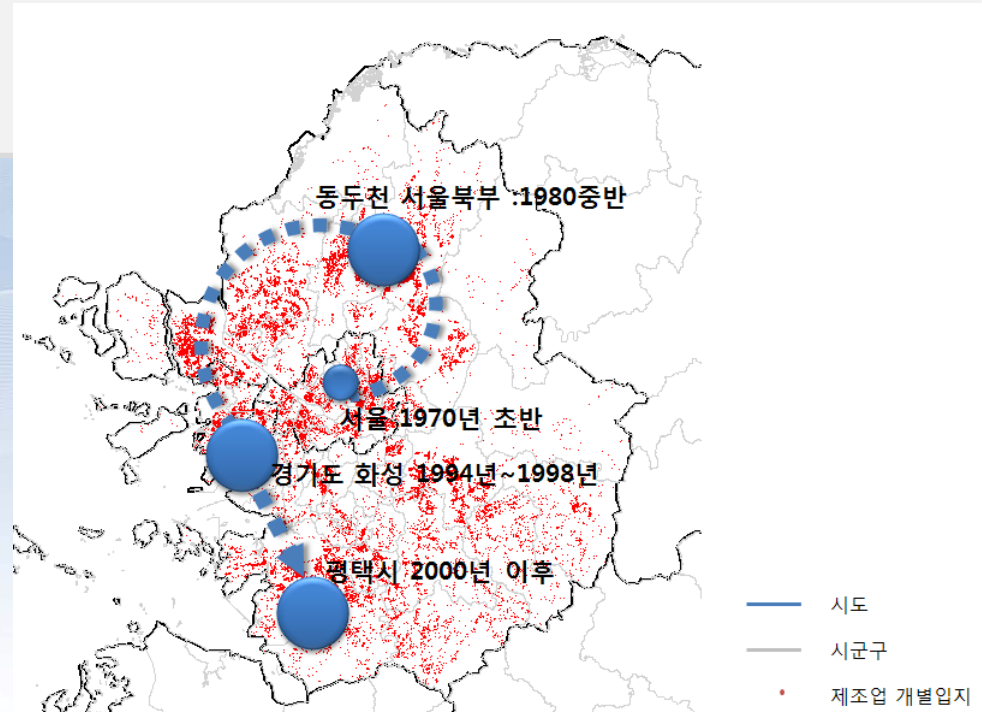 동두천 서울북부 :1980중반
서울 1970년 초반
경기도 화성 1994년~1998년
평택시 2000년 이후
시도
시군구
제조업 개별입지